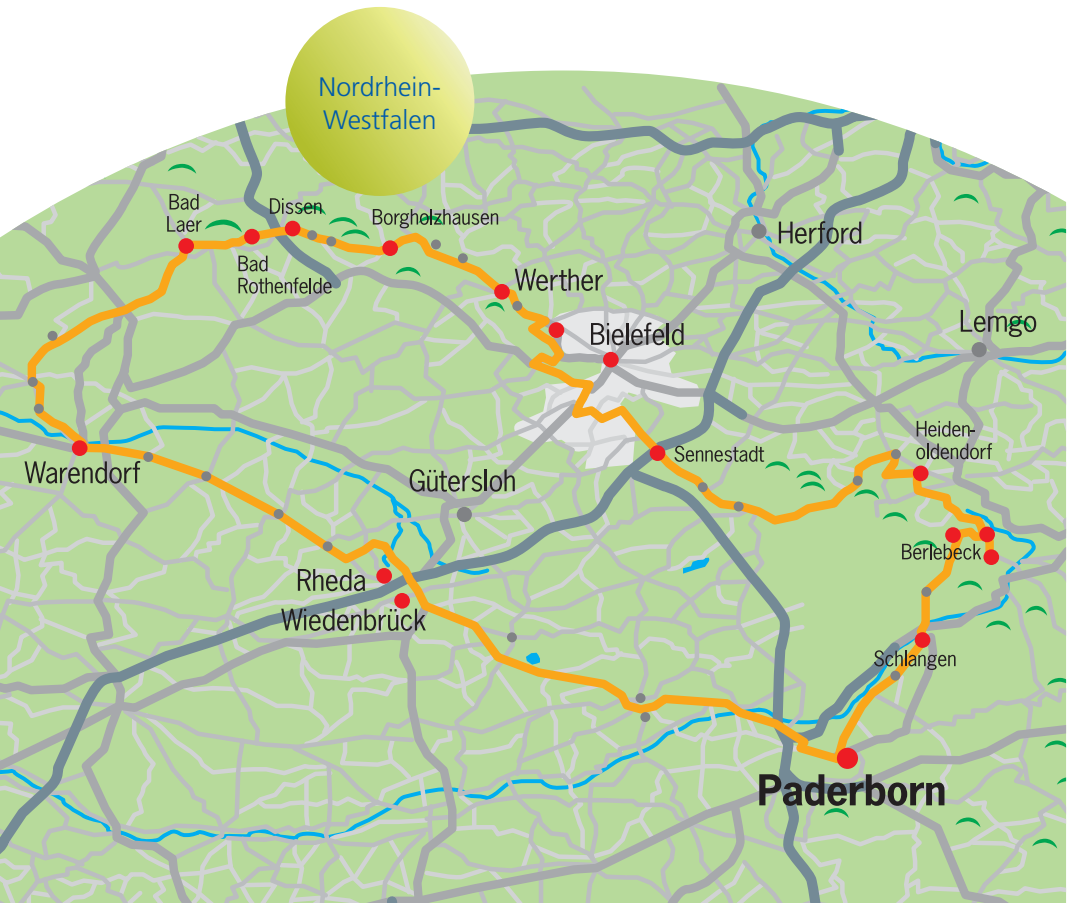 Nordrhein-
Westfalen
Bad
Laer
Dissen
Borgholzhausen
Herford
Bad
Rothenfelde
Werther
Lemgo
Bielefeld
Heiden-
oldendorf
Sennestadt
Warendorf
Gütersloh
Berlebeck
Rheda
Wiedenbrück
Schlangen
Paderborn